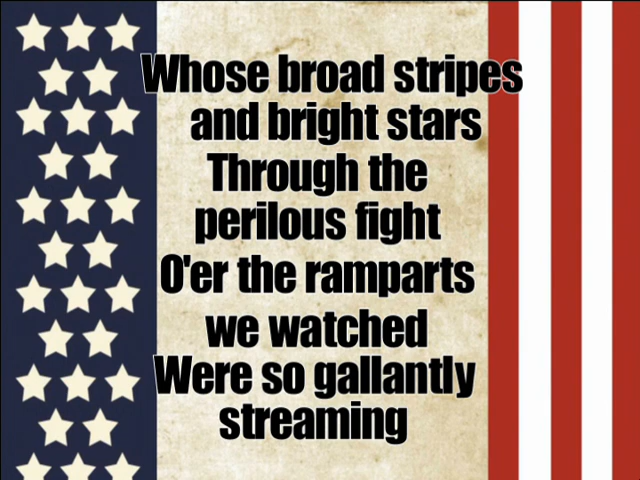 Whose broad stripes
and bright stars
Through the
perilous fight
O'er the ramparts
we watched
Were so gallantly
streaming